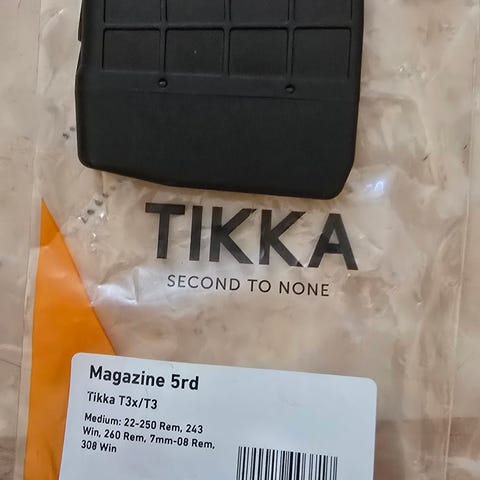 TIKKA
SECOND TO NONE
Magazine 5rd
Tikka T3x/T3
Medium: 22-250 Rem, 243
Win, 260 Rem, 7mm-08 Rem,
308 Win